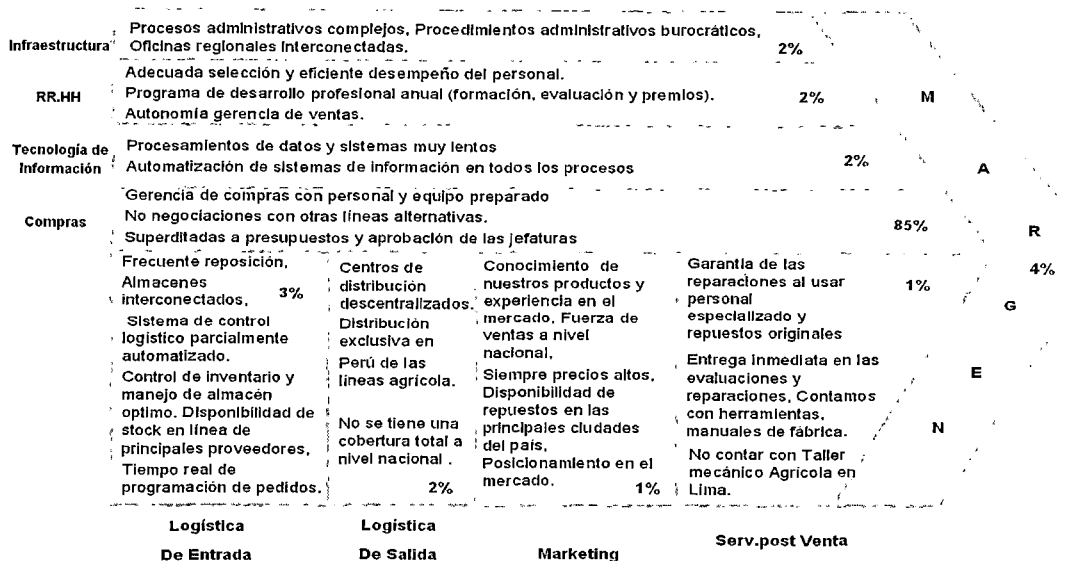 Infraestructura
Procesos administrativos complejos, Procedimientos administrativos burocráticos,
Oficinas regionales Interconectadas.
2%
RR.HH
Adecuada selección y eficiente desempeño del personal.
Programa de desarrollo profesional anual (formación, evaluación y premios).
Autonomía gerencia de ventas.
2%
Tecnología de
Información
Procesamientos de datos y sistemas muy lentos
Automatización de sistemas de información en todos los procesos
2%
Compras
Gerencia de compras con personal y equipo preparado
No negociaciones con otras líneas alternativas.
Superditadas a presupuestos y aprobación de las jefaturas
85%
Frecuente reposición,
Almacenes
interconectados,
3%
Sistema de control
logístico parcialmente
automatizado.
Control de inventario y
manejo de almacén
optimo. Disponibilidad de
stock en línea de
principales proveedores,
Tiempo real de
programación de pedidos.
Centros de
distribución
descentralizados.
Distribución
exclusiva en
Perú de las
líneas agrícola.
No se tiene una
cobertura total a
nivel nacional .
2%
Conocimiento de
nuestros productos y
experiencia en el
mercado, Fuerza de
ventas a nivel
nacional,
Siempre precios altos,
Disponibilidad de
repuestos en las
principales ciudades
del país,
Posicionamiento en el
mercado.
1%
Garantía de las
reparaciones al usar
personal
especializado y
repuestos originales
1%
Entrega inmediata en las
evaluaciones y
reparaciones, Contamos
con herramientas,
manuales de fábrica.
No contar con Taller
mecánico Agrícola en
Lima.
M
A
R
4%
G
E
N
Logística
De Entrada
Logística
De Salida
Marketing
Serv.post Venta